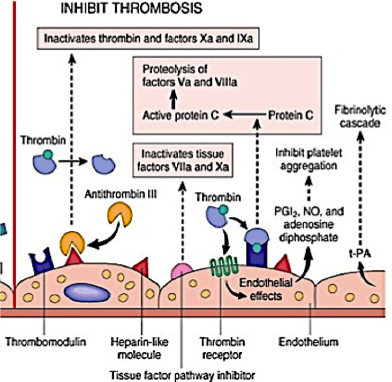 INHIBIT THROMBOSIS
Inactivates thrombin and factors Xa and IXa
Proteolysis of
factors Va and VIIIa
Active protein C
Protein C
Fibrinolytic
cascade
Thrombin
Inactivates tissue
factors VIIa and Xa
Inhibit platelet
aggregation
Antithrombin III
Thrombin
PGI₂, NO, and
adenosine
diphosphate
t-PA
Endothelial
effects
Thrombomodulin
Heparin-like
molecule
Thrombin
receptor
Endothelium
Tissue factor pathway inhibitor